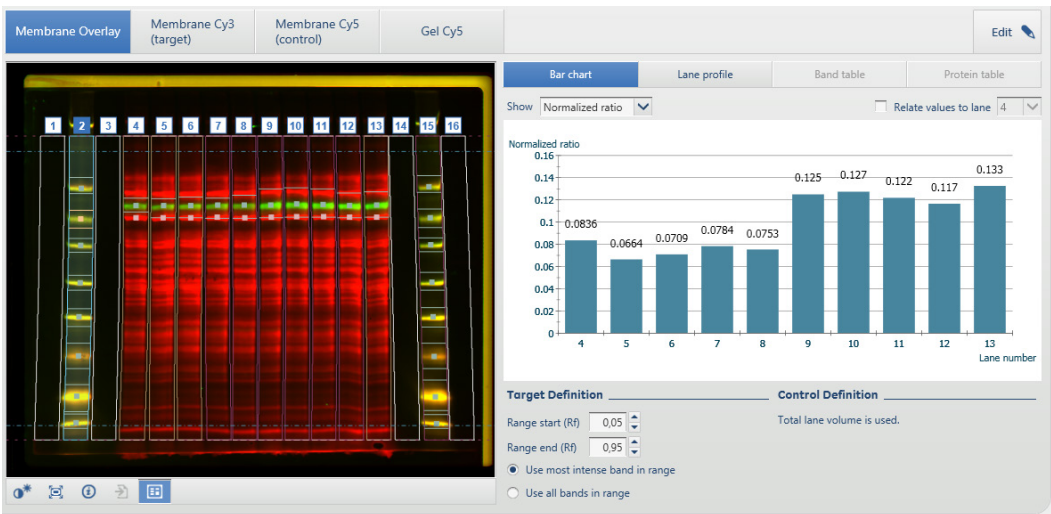 Membrane Overlay
Membrane Cy3
(target)
Membrane Cy5
(control)
Gel Cy5
Edit
1 2 3 4 5 6 7 8 9 10 11 12 13 14 15 16
Bar chart
Lane profile
Band table
Protein table
Show Normalized ratio
Relate values to lane 4
Normalized ratio
0.16
0.14
0.12
0.1
0.08
0.06
0.04
0.02
0
0.0836 0.0664 0.0709 0.0784 0.0753 0.125 0.127 0.122 0.117 0.133
4 5 6 7 8 9 10 11 12 13
Lane number
Target Definition
Range start (Rf) 0,05
Range end (Rf) 0,95
Use most intense band in range
Use all bands in range
Control Definition
Total lane volume is used.